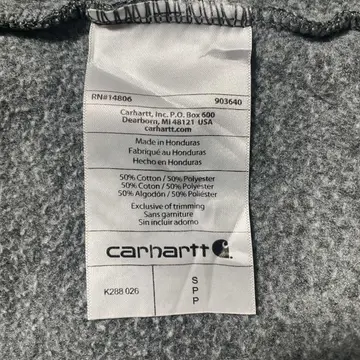 RN#14806 903640
Carhartt, Inc. P.O. Box 600
Dearborn, MI 48121 USA
carhartt.com
Made in Honduras
Fabriqué au Honduras
Hecho en Honduras
50% Cotton / 50% Polyester
50% Coton / 50% Polyester
50% Algodón / 50% Poliéster
Exclusive of trimming
Sans garniture
Sin incluir adorno
carhartt
K288 026
S
P
P